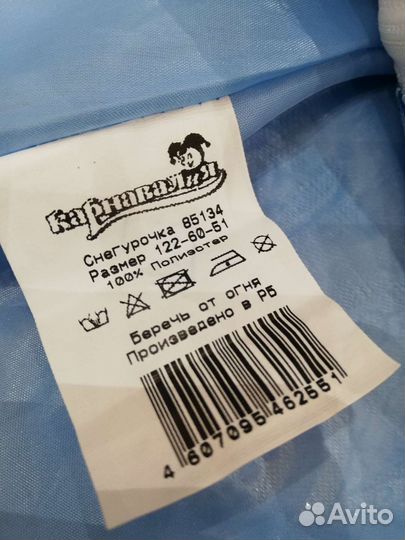 карнавалия
Снегурочка 85134
Размер 122-60-51
100% Полиэстер
Беречь от огня
Произведено в РБ
4 607095 462551
Avito